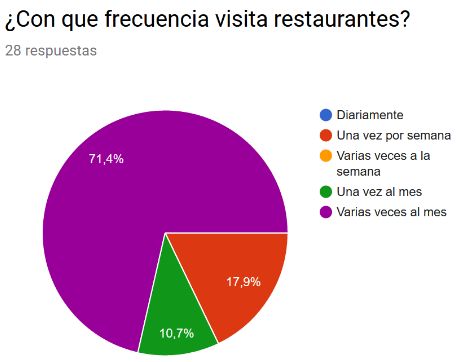 ¿Con que frecuencia visita restaurantes?
28 respuestas
71,4%
17,9%
10,7%
Diariamente
Una vez por semana
Varias veces a la
semana
Una vez al mes
Varias veces al mes